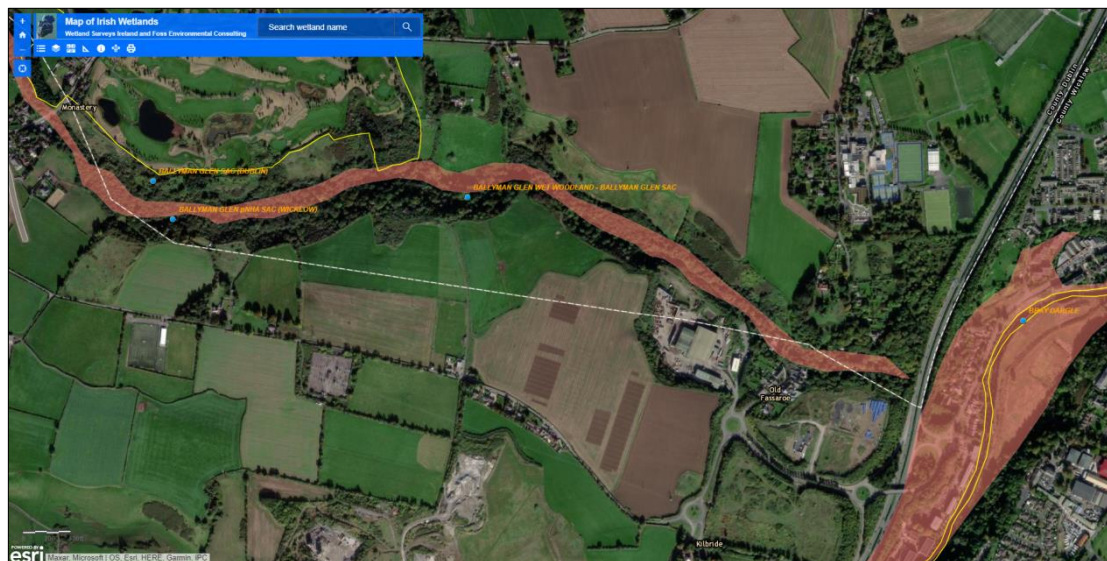 Map of Irish Wetlands
Wetland Surveys Ireland and Foss Environmental Consulting
Search wetland name
Monastery
BALLYMAN GLEN SAC (DUBLIN)
BALLYMAN GLEN WET WOODLAND - BALLYMAN GLEN SAC
BALLYMAN GLEN pNHA SAC (WICKLOW)
County Dublin
County Wicklow
BRAY DARGLE
Old
Fassaroe
Kilbride
POWERED BY
esri
Maxar, Microsoft | OS, Esri, HERE, Garmin, iPC